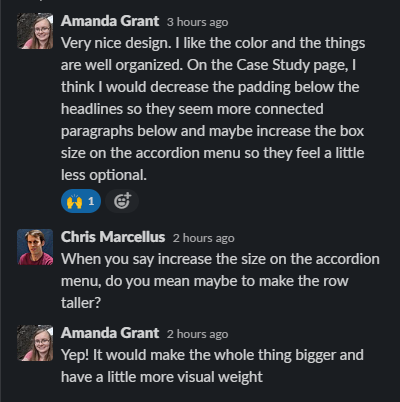 Amanda Grant 3 hours ago
Very nice design. I like the color and the things
are well organized. On the Case Study page, I
think I would decrease the padding below the
headlines so they seem more connected
paragraphs below and maybe increase the box
size on the accordion menu so they feel a little
less optional.
1
Chris Marcellus 2 hours ago
When you say increase the size on the accordion
menu, do you mean maybe to make the row
taller?
Amanda Grant 2 hours ago
Yep! It would make the whole thing bigger and
have a little more visual weight